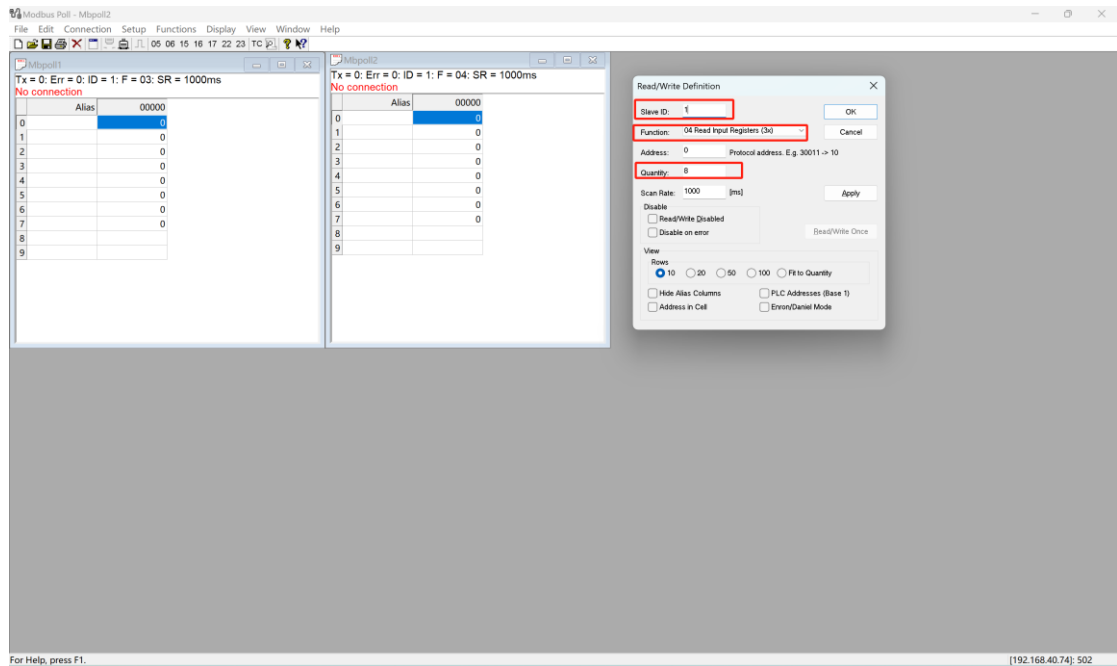 Modbus Poll - Mbpoll2
File Edit Connection Setup Functions Display View Window Help
05 06 15 16 17 22 23 TC
Mbpoll1
Tx = 0: Err = 0: ID = 1: F = 03: SR = 1000ms
No connection
Alias 00000
0 0
1 0
2 0
3 0
4 0
5 0
6 0
7 0
8
9
Mbpoll2
Tx = 0: Err = 0: ID = 1: F = 04: SR = 1000ms
No connection
Alias 00000
0 0
1 0
2 0
3 0
4 0
5 0
6 0
7 0
8
9
Read/Write Definition
Slave ID: 1 OK
Function: 04 Read Input Registers (3x) Cancel
Address: 0 Protocol address. E.g. 30011 -> 10
Quantity: 8
Scan Rate: 1000 [ms] Apply
Disable
Read/Write Disabled
Disable on error Read/Write Once
View
Rows
10 20 50 100 Fit to Quantity
Hide Alias Columns PLC Addresses (Base 1)
Address in Cell Enron/Daniel Mode
For Help, press F1. [192.168.40.74]: 502